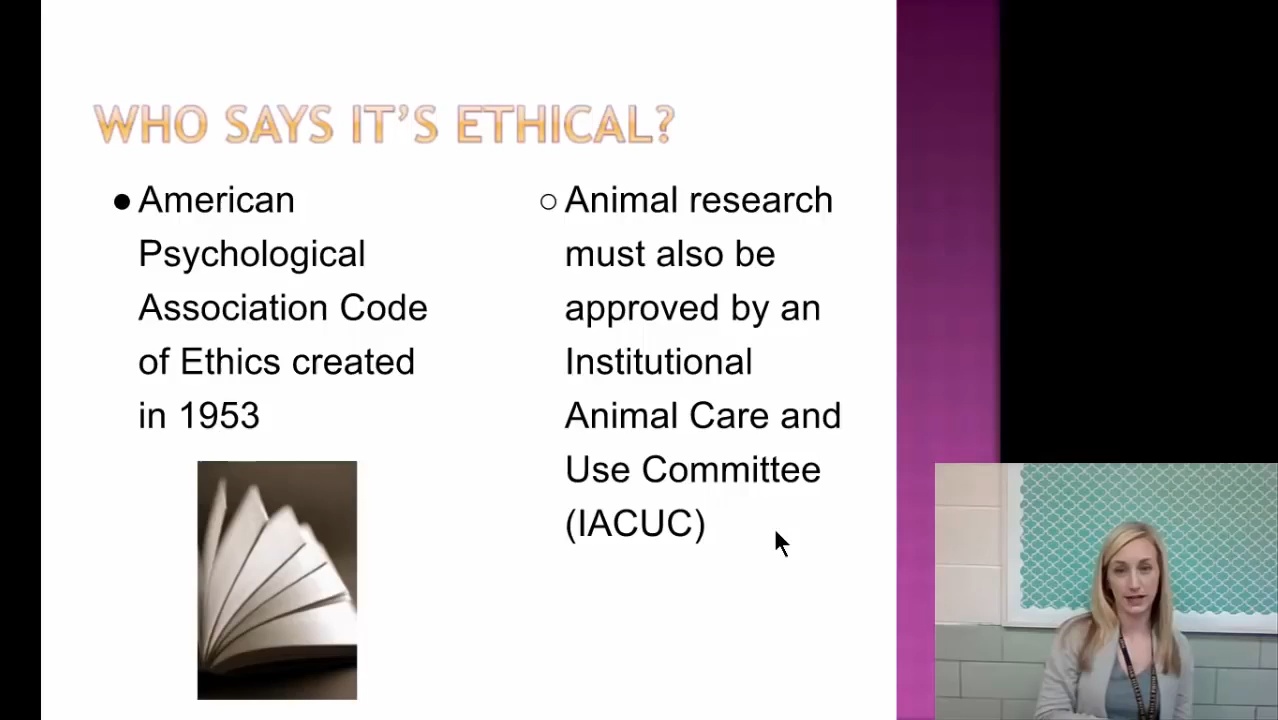 WHO SAYS IT'S ETHICAL?
● American
Psychological
Association Code
of Ethics created
in 1953
○ Animal research
must also be
approved by an
Institutional
Animal Care and
Use Committee
(IACUC)